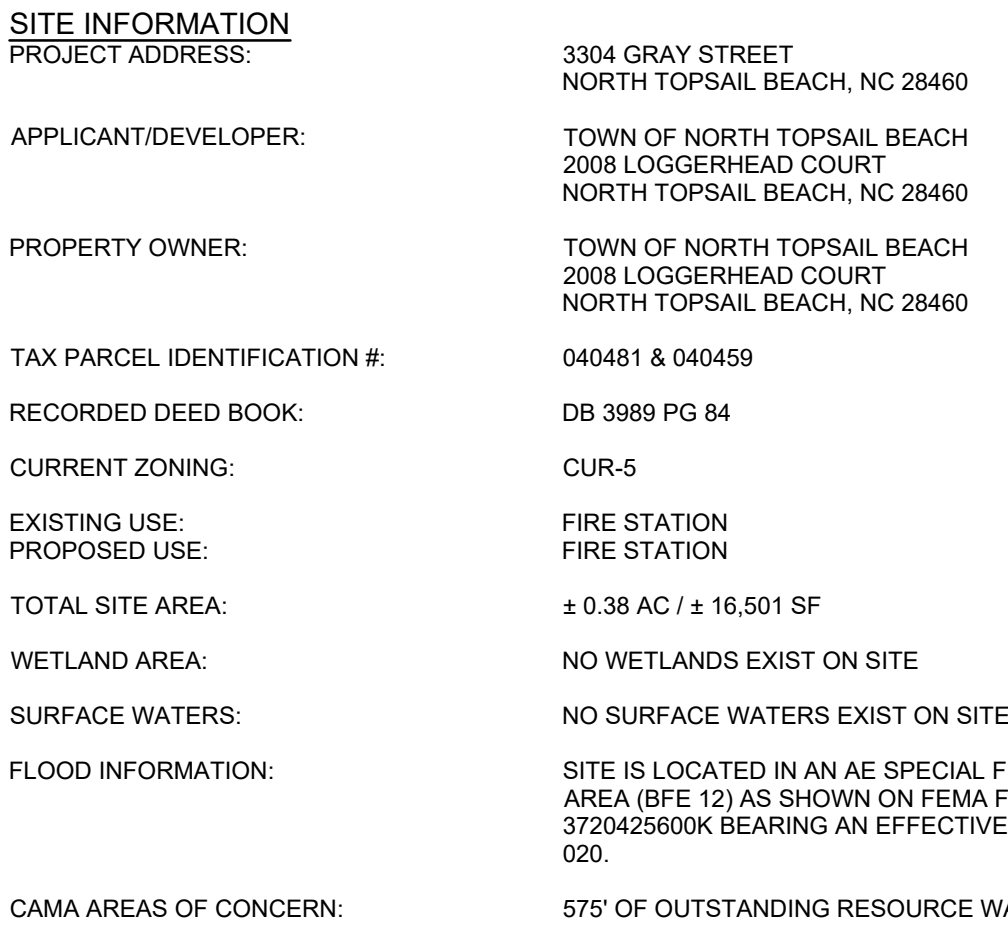 SITE INFORMATION
PROJECT ADDRESS: 3304 GRAY STREET
NORTH TOPSAIL BEACH, NC 28460
APPLICANT/DEVELOPER: TOWN OF NORTH TOPSAIL BEACH
2008 LOGGERHEAD COURT
NORTH TOPSAIL BEACH, NC 28460
PROPERTY OWNER: TOWN OF NORTH TOPSAIL BEACH
2008 LOGGERHEAD COURT
NORTH TOPSAIL BEACH, NC 28460
TAX PARCEL IDENTIFICATION #: 040481 & 040459
RECORDED DEED BOOK: DB 3989 PG 84
CURRENT ZONING: CUR-5
EXISTING USE: FIRE STATION
PROPOSED USE: FIRE STATION
TOTAL SITE AREA: ± 0.38 AC / ± 16,501 SF
WETLAND AREA: NO WETLANDS EXIST ON SITE
SURFACE WATERS: NO SURFACE WATERS EXIST ON SITE
FLOOD INFORMATION: SITE IS LOCATED IN AN AE SPECIAL F
AREA (BFE 12) AS SHOWN ON FEMA F
3720425600K BEARING AN EFFECTIVE
020.
CAMA AREAS OF CONCERN: 575' OF OUTSTANDING RESOURCE WA